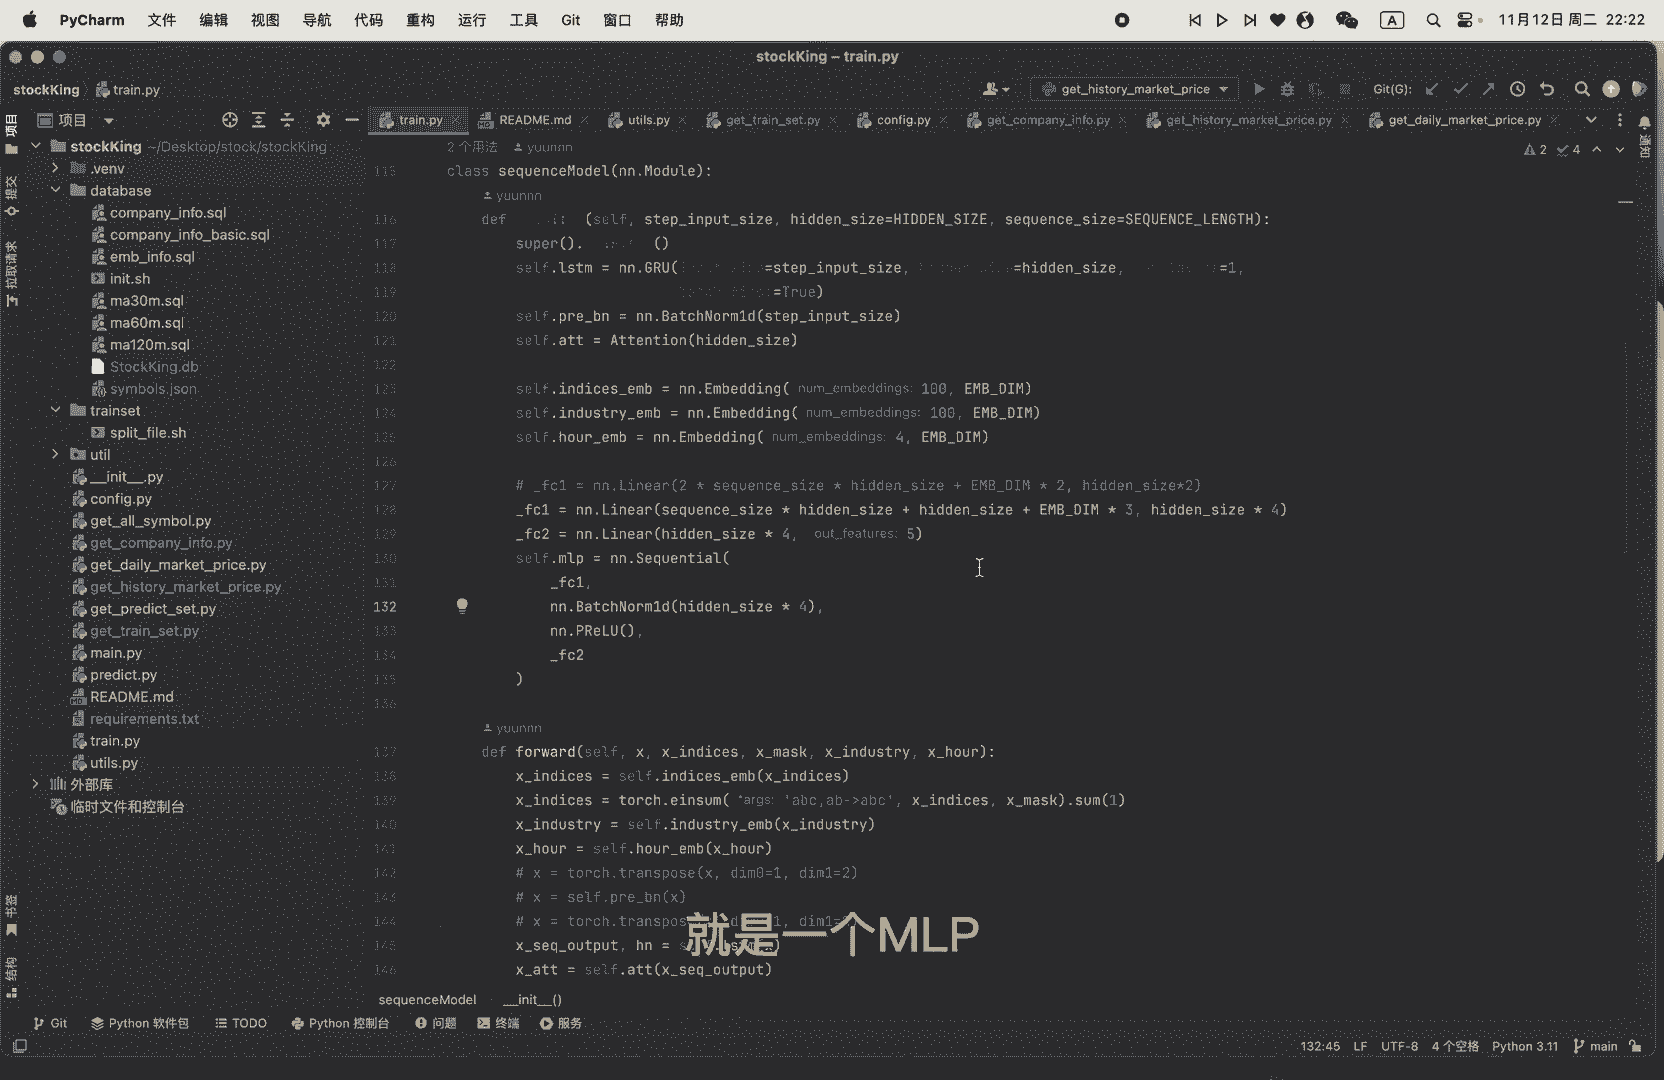 PyCharm 文件 编辑 视图 导航 代码 重构 运行 工具 Git 窗口 帮助 A 11月12日 周二 22:22
stockKing – train.py
stockKing train.py get_history_market_price Git(G):
项目 train.py README.md utils.py get_train_set.py config.py get_company_info.py get_history_market_price.py get_daily_market_price.py
项目
提交
拉取请求
书签
结构
通知
stockKing ~/Desktop/stock/stockKing
.venv
database
company_info.sql
company_info_basic.sql
emb_info.sql
init.sh
ma30m.sql
ma60m.sql
ma120m.sql
StockKing.db
symbols.json
trainset
split_file.sh
util
__init__.py
config.py
get_all_symbol.py
get_company_info.py
get_daily_market_price.py
get_history_market_price.py
get_predict_set.py
get_train_set.py
main.py
predict.py
README.md
requirements.txt
train.py
utils.py
外部库
临时文件和控制台
2 个用法 yuunnn
2 4
115 class sequenceModel(nn.Module):
yuunnn
116 def (self, step_input_size, hidden_size=HIDDEN_SIZE, sequence_size=SEQUENCE_LENGTH):
117 super(). ()
118 self.lstm = nn.GRU( =step_input_size, =hidden_size, =1,
119 =True)
120 self.pre_bn = nn.BatchNorm1d(step_input_size)
121 self.att = Attention(hidden_size)
122
123 self.indices_emb = nn.Embedding( num_embeddings: 100, EMB_DIM)
124 self.industry_emb = nn.Embedding( num_embeddings: 100, EMB_DIM)
125 self.hour_emb = nn.Embedding( num_embeddings: 4, EMB_DIM)
126
127 # _fc1 = nn.Linear(2 * sequence_size * hidden_size + EMB_DIM * 2, hidden_size*2)
128 _fc1 = nn.Linear(sequence_size * hidden_size + hidden_size + EMB_DIM * 3, hidden_size * 4)
129 _fc2 = nn.Linear(hidden_size * 4, out_features: 5)
130 self.mlp = nn.Sequential(
131 _fc1,
132 nn.BatchNorm1d(hidden_size * 4),
133 nn.PReLU(),
134 _fc2
135 )
136
yuunnn
137 def forward(self, x, x_indices, x_mask, x_industry, x_hour):
138 x_indices = self.indices_emb(x_indices)
139 x_indices = torch.einsum( *args: 'abc,ab->abc', x_indices, x_mask).sum(1)
140 x_industry = self.industry_emb(x_industry)
141 x_hour = self.hour_emb(x_hour)
142 # x = torch.transpose(x, dim0=1, dim1=2)
143 # x = self.pre_bn(x)
144 # x = torch.transpos
145 x_seq_output, hn =
146 x_att = self.att(x_seq_output)
就是一个MLP
sequenceModel __init__()
Git Python 软件包 TODO Python 控制台 问题 终端 服务
132:45 LF UTF-8 4 个空格 Python 3.11 main